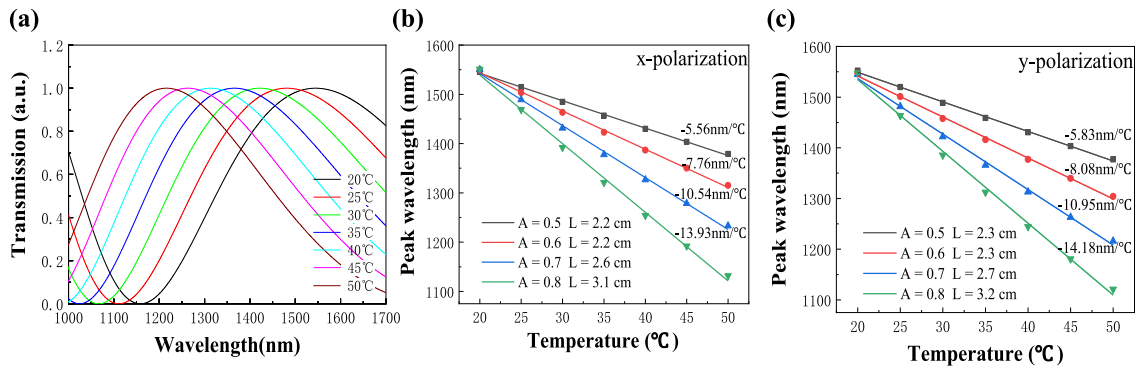 (a)
1.2
1.0
0.8
0.6
0.4
0.2
0.0
Transmission (a.u.)
20℃
25℃
30℃
35℃
40℃
45℃
50℃
1000 1100 1200 1300 1400 1500 1600 1700
Wavelength(nm)
(b)
x-polarization
1600
1500
1400
1300
1200
1100
Peak wavelength (nm)
-5.56nm/℃
-7.76nm/℃
-10.54nm/℃
-13.93nm/℃
A = 0.5 L = 2.2 cm
A = 0.6 L = 2.2 cm
A = 0.7 L = 2.6 cm
A = 0.8 L = 3.1 cm
20 25 30 35 40 45 50
Temperature (℃)
(c)
y-polarization
1600
1500
1400
1300
1200
1100
Peak wavelength (nm)
-5.83nm/℃
-8.08nm/℃
-10.95nm/℃
-14.18nm/℃
A = 0.5 L = 2.3 cm
A = 0.6 L = 2.3 cm
A = 0.7 L = 2.7 cm
A = 0.8 L = 3.2 cm
20 25 30 35 40 45 50
Temperature (℃)